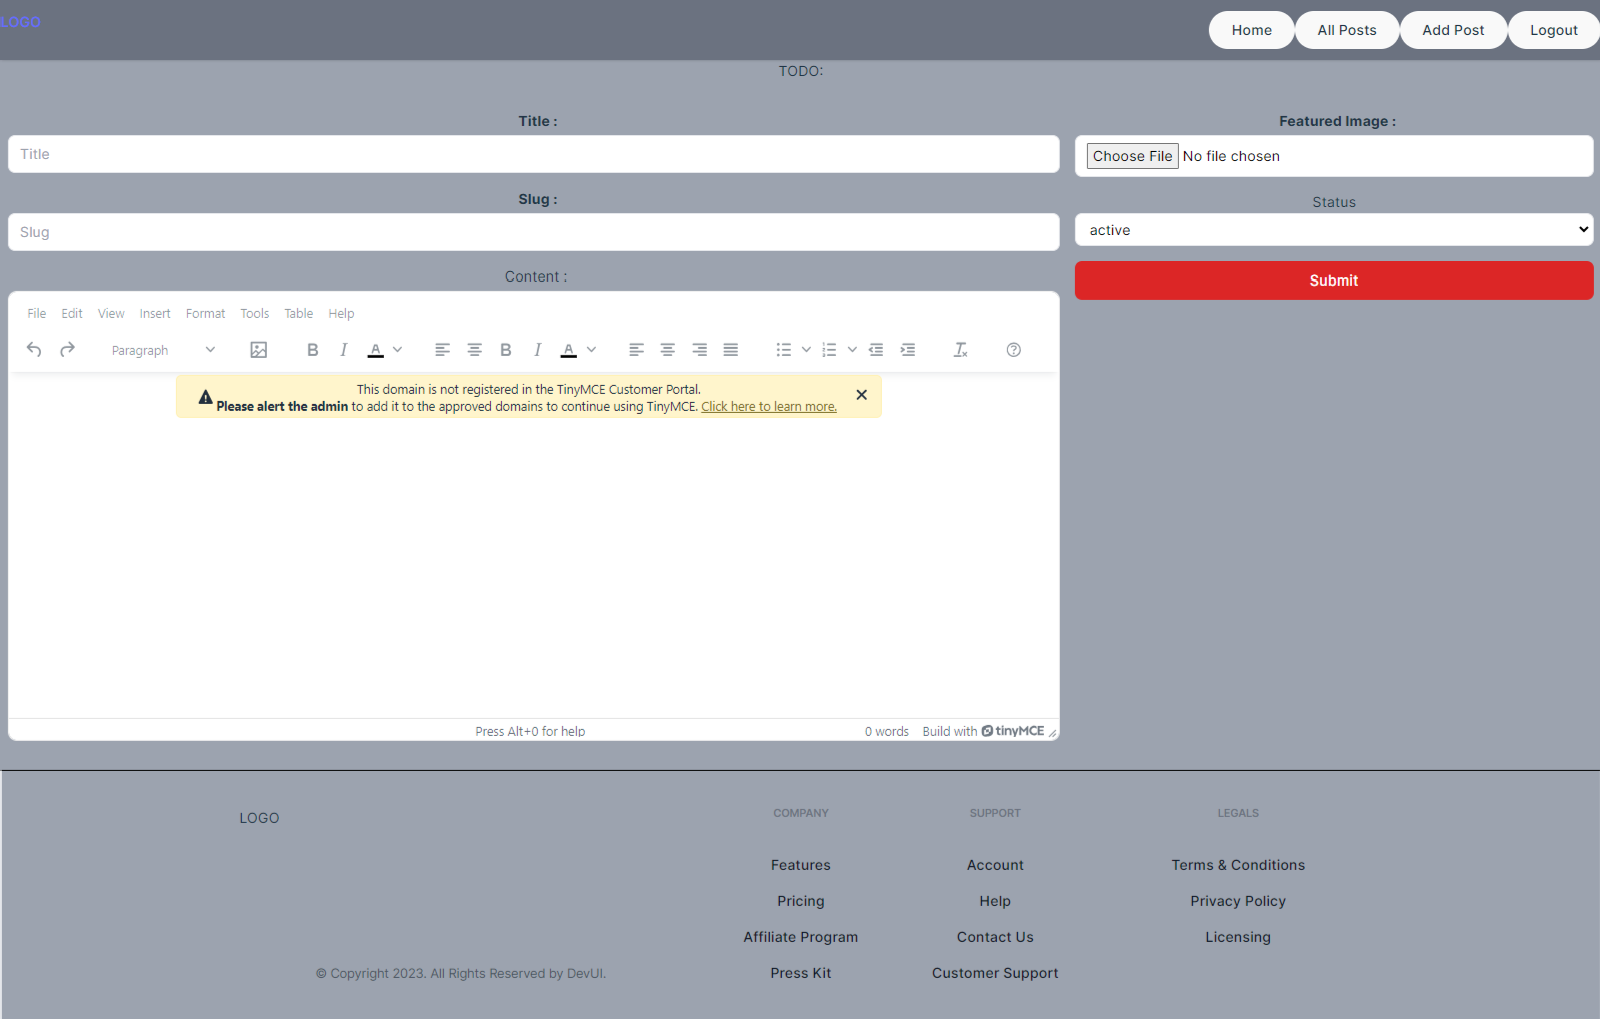 LOGO
Home
All Posts
Add Post
Logout
TODO:
Title :
Title
Slug :
Slug
Content :
Featured Image :
Choose File No file chosen
Status
active
Submit
File Edit View Insert Format Tools Table Help
Paragraph
This domain is not registered in the TinyMCE Customer Portal.
Please alert the admin to add it to the approved domains to continue using TinyMCE. Click here to learn more.
Press Alt+0 for help
0 words
Build with tinyMCE
LOGO
© Copyright 2023. All Rights Reserved by DevUI.
COMPANY
Features
Pricing
Affiliate Program
Press Kit
SUPPORT
Account
Help
Contact Us
Customer Support
LEGALS
Terms & Conditions
Privacy Policy
Licensing